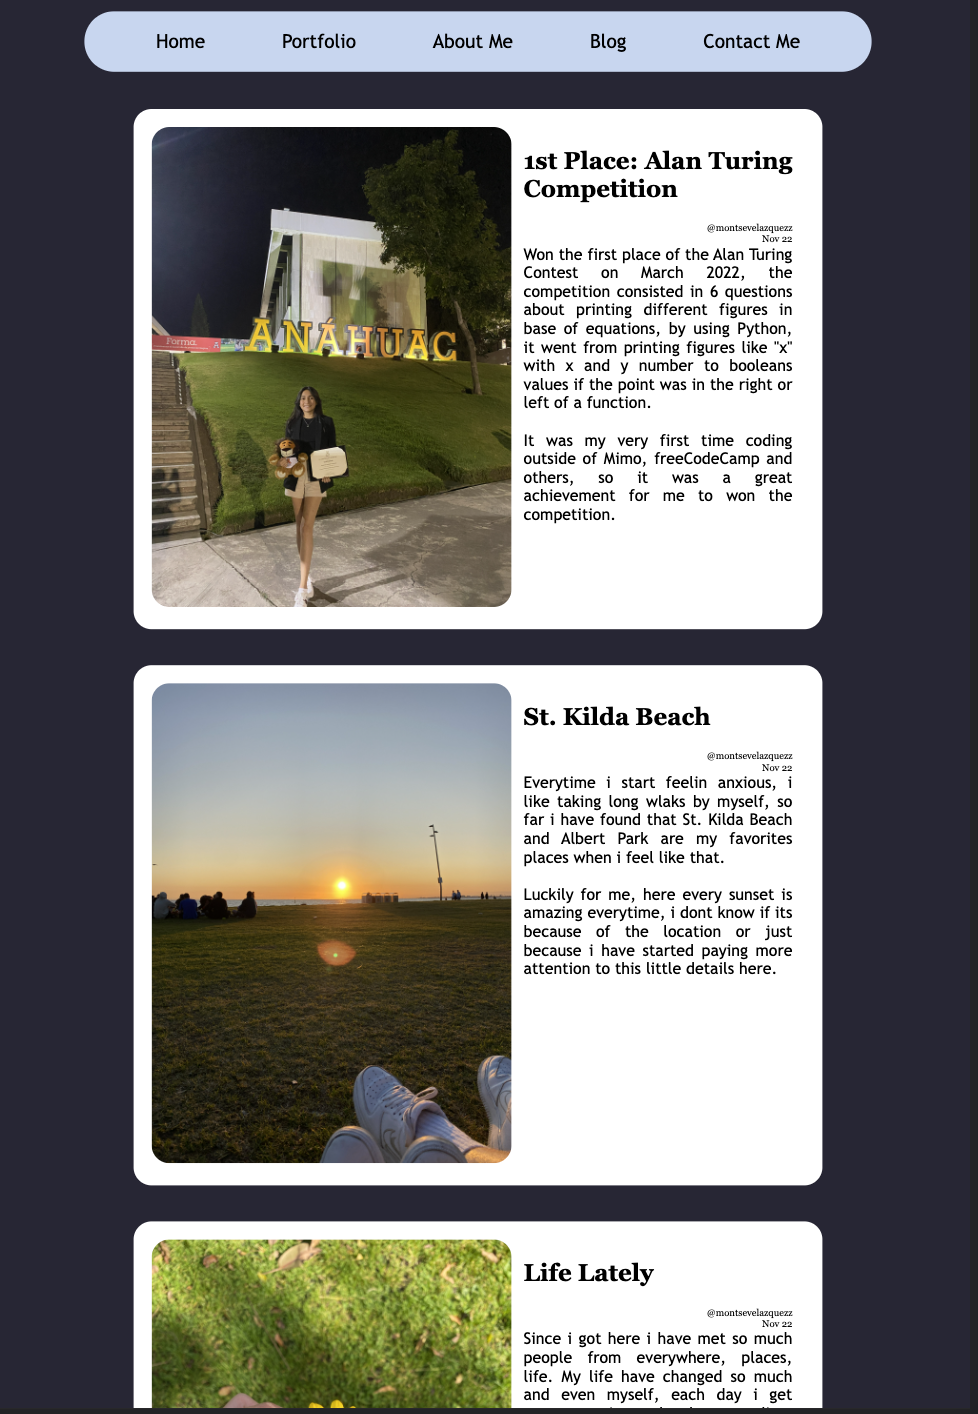 Home Portfolio About Me Blog Contact Me
ANÁHUAC
Forma
1st Place: Alan Turing
Competition
@montsevelazquezz
Nov 22
Won the first place of the Alan Turing
Contest on March 2022, the
competition consisted in 6 questions
about printing different figures in
base of equations, by using Python,
it went from printing figures like "x"
with x and y number to booleans
values if the point was in the right or
left of a function.
It was my very first time coding
outside of Mimo, freeCodeCamp and
others, so it was a great
achievement for me to won the
competition.
St. Kilda Beach
@montsevelazquezz
Nov 22
Everytime i start feelin anxious, i
like taking long wlaks by myself, so
far i have found that St. Kilda Beach
and Albert Park are my favorites
places when i feel like that.
Luckily for me, here every sunset is
amazing everytime, i dont know if its
because of the location or just
because i have started paying more
attention to this little details here.
Life Lately
@montsevelazquezz
Nov 22
Since i got here i have met so much
people from everywhere, places,
life. My life have changed so much
and even myself, each day i get